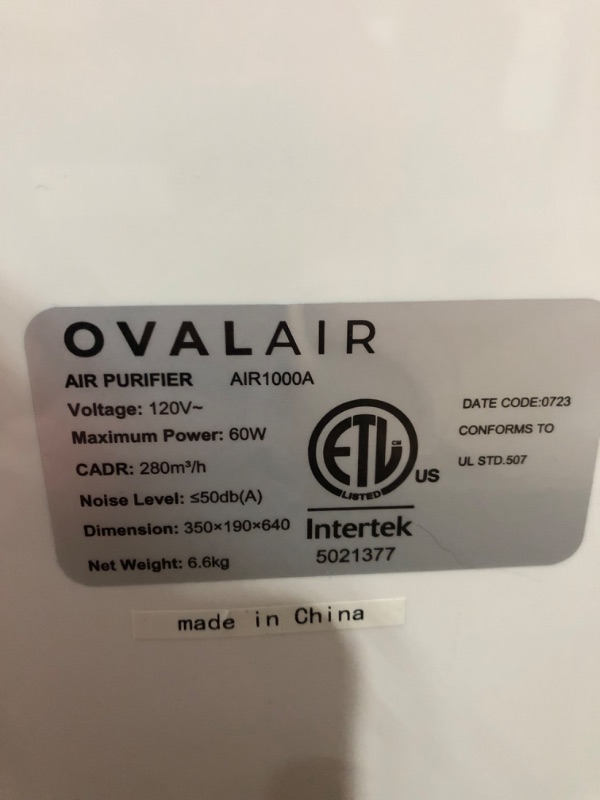 OVALAIR
AIR PURIFIER AIR1000A
Voltage: 120V~
Maximum Power: 60W
CADR: 280m³/h
Noise Level: ≤50db(A)
Dimension: 350×190×640
Net Weight: 6.6kg
ETL CM
LISTED
US
Intertek
5021377
DATE CODE:0723
CONFORMS TO
UL STD.507
made in China